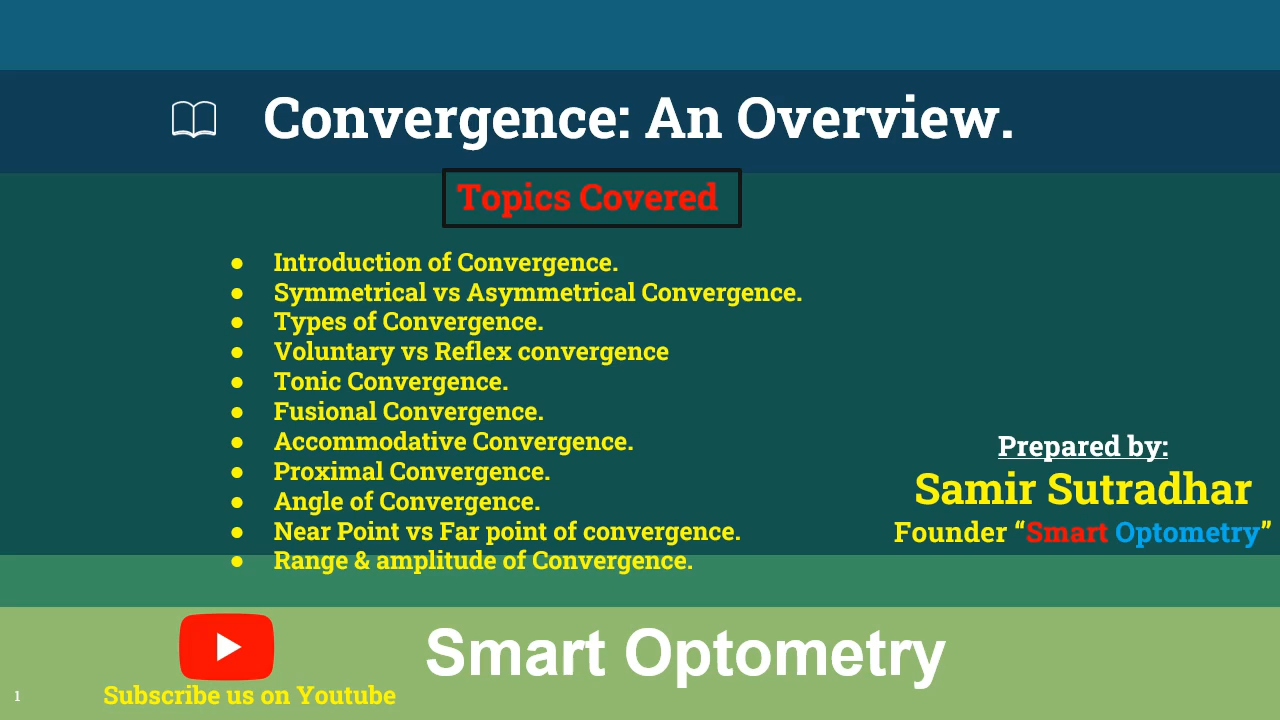 Convergence: An Overview.
Topics Covered
● Introduction of Convergence.
● Symmetrical vs Asymmetrical Convergence.
● Types of Convergence.
● Voluntary vs Reflex convergence
● Tonic Convergence.
● Fusional Convergence.
● Accommodative Convergence.
● Proximal Convergence.
● Angle of Convergence.
● Near Point vs Far point of convergence.
● Range & amplitude of Convergence.
Prepared by:
Samir Sutradhar
Founder “Smart Optometry”
Smart Optometry
Subscribe us on Youtube
1